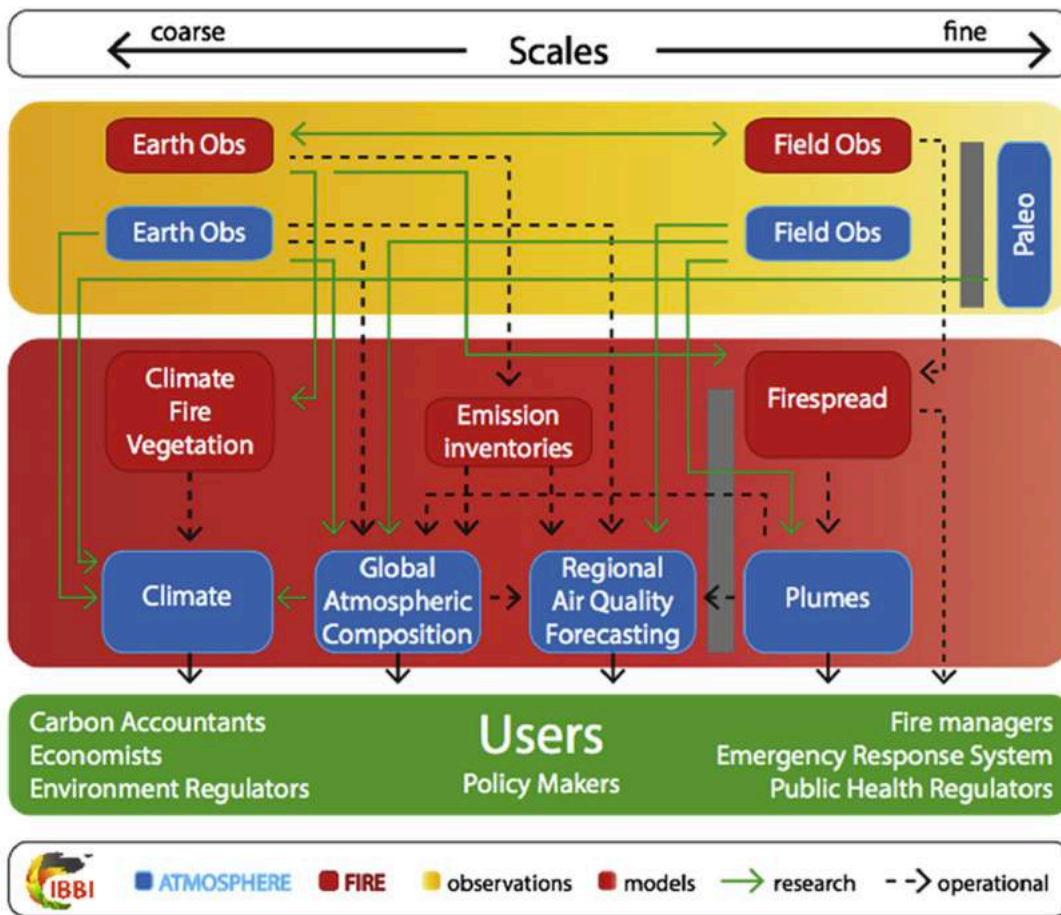 coarse
fine
Scales
Earth Obs
Field Obs
Earth Obs
Field Obs
Paleo
Climate
Fire
Vegetation
Emission
inventories
Firespread
Climate
Global
Atmospheric
Composition
Regional
Air Quality
Forecasting
Plumes
Carbon Accountants
Economists
Environment Regulators
Users
Policy Makers
Fire managers
Emergency Response System
Public Health Regulators
IBBI
ATMOSPHERE
FIRE
observations
models
research
operational